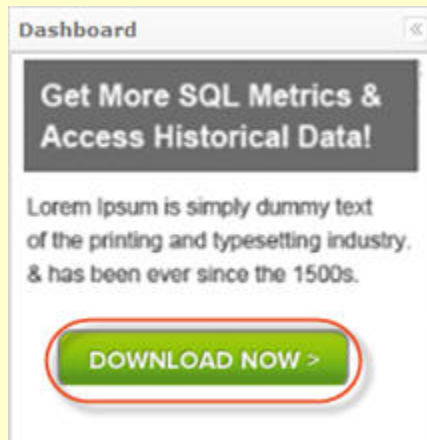 Dashboard
Get More SQL Metrics &
Access Historical Data!
Lorem Ipsum is simply dummy text
of the printing and typesetting industry.
& has been ever since the 1500s.
DOWNLOAD NOW >